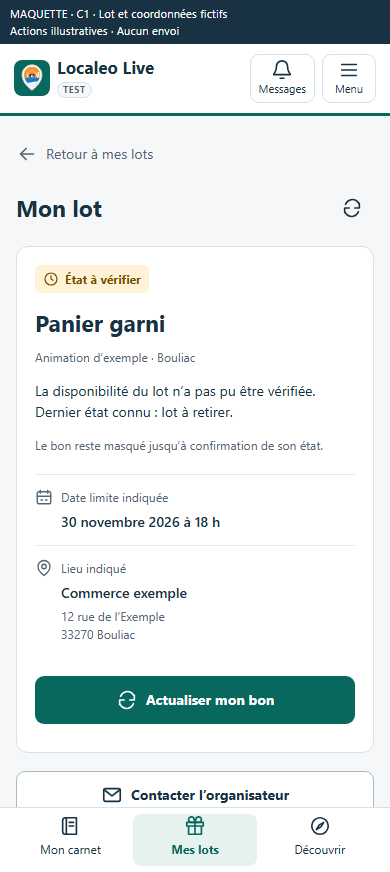 MAQUETTE · C1 · Lot et coordonnées fictifs
Actions illustratives · Aucun envoi
Localeo Live
TEST
Messages
Menu
Retour à mes lots
Mon lot
État à vérifier
Panier garni
Animation d’exemple · Bouliac
La disponibilité du lot n’a pas pu être vérifiée.
Dernier état connu : lot à retirer.
Le bon reste masqué jusqu’à confirmation de son état.
Date limite indiquée
30 novembre 2026 à 18 h
Lieu indiqué
Commerce exemple
12 rue de l’Exemple
33270 Bouliac
Actualiser mon bon
Contacter l’organisateur
Mon carnet
Mes lots
Découvrir